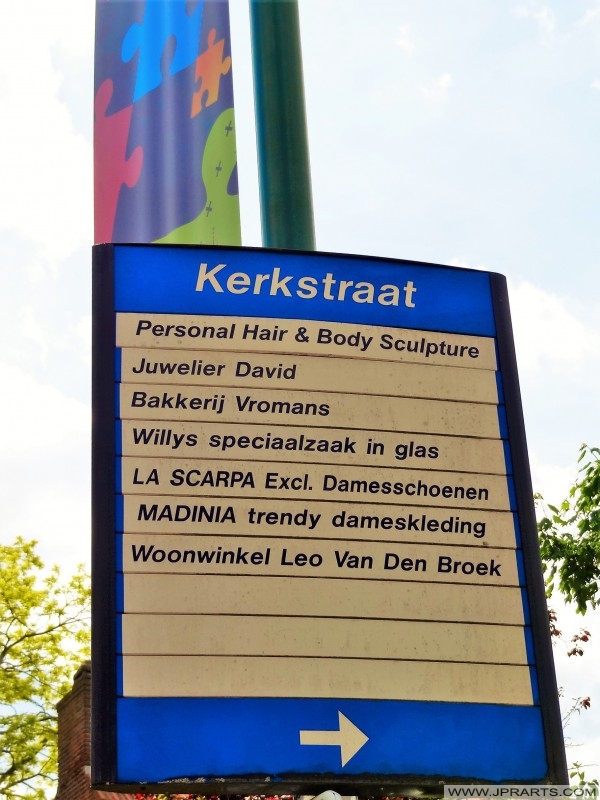 Kerkstraat
Personal Hair & Body Sculpture
Juwelier David
Bakkerij Vromans
Willys speciaalzaak in glas
LA SCARPA Excl. Damesschoenen
MADINIA trendy dameskleding
Woonwinkel Leo Van Den Broek
WWW.JPRARTS.COM